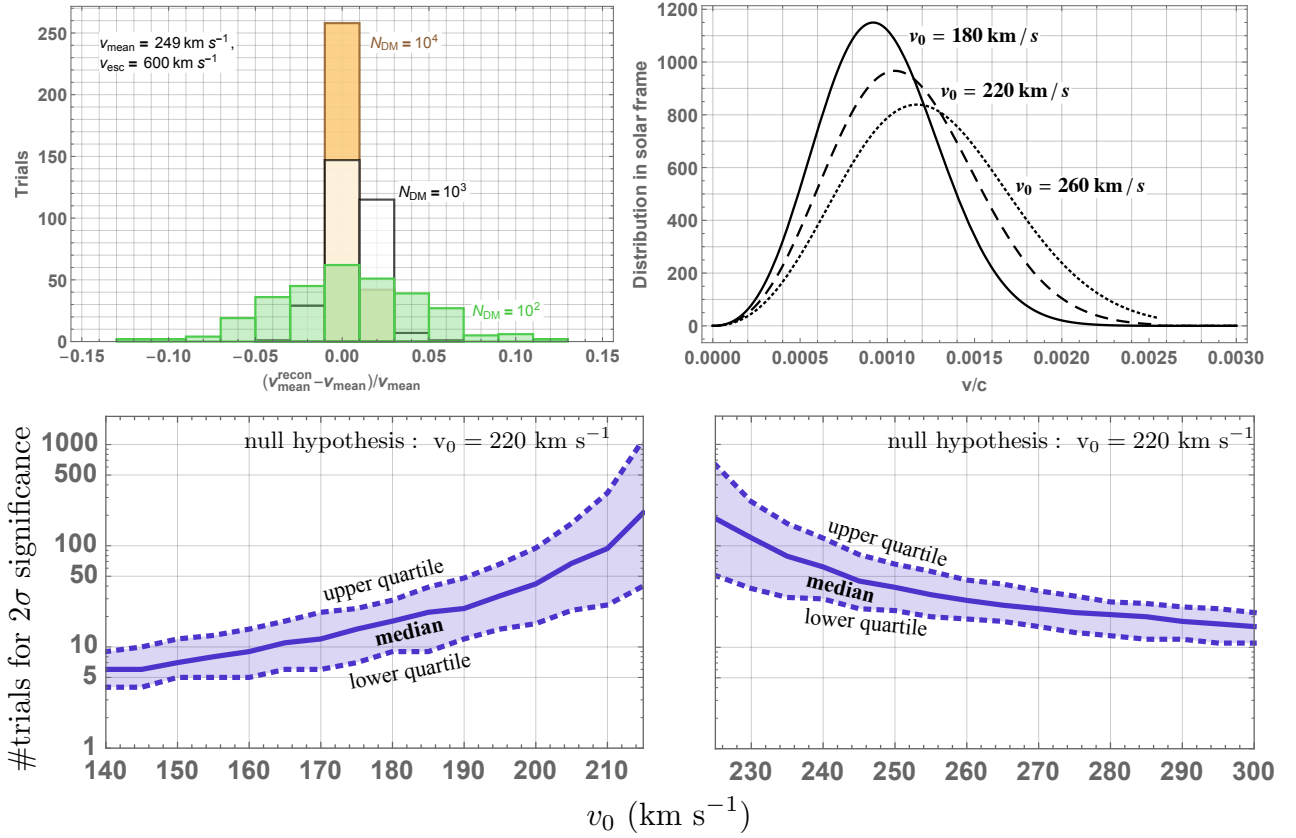 Trials
250
200
150
100
50
0
v_mean = 249 km s⁻¹,
v_esc = 600 km s⁻¹
N_DM = 10⁴
N_DM = 10³
N_DM = 10²
−0.15 −0.10 −0.05 0.00 0.05 0.10 0.15
(v_mean^recon − v_mean)/v_mean
Distribution in solar frame
1200
1000
800
600
400
200
0
v₀ = 180 km/s
v₀ = 220 km/s
v₀ = 260 km/s
0.0000 0.0005 0.0010 0.0015 0.0020 0.0025 0.0030
v/c
#trials for 2σ significance
1000
500
100
50
10
5
1
null hypothesis : v₀ = 220 km s⁻¹
upper quartile
median
lower quartile
140 150 160 170 180 190 200 210
null hypothesis : v₀ = 220 km s⁻¹
upper quartile
median
lower quartile
230 240 250 260 270 280 290 300
v₀ (km s⁻¹)